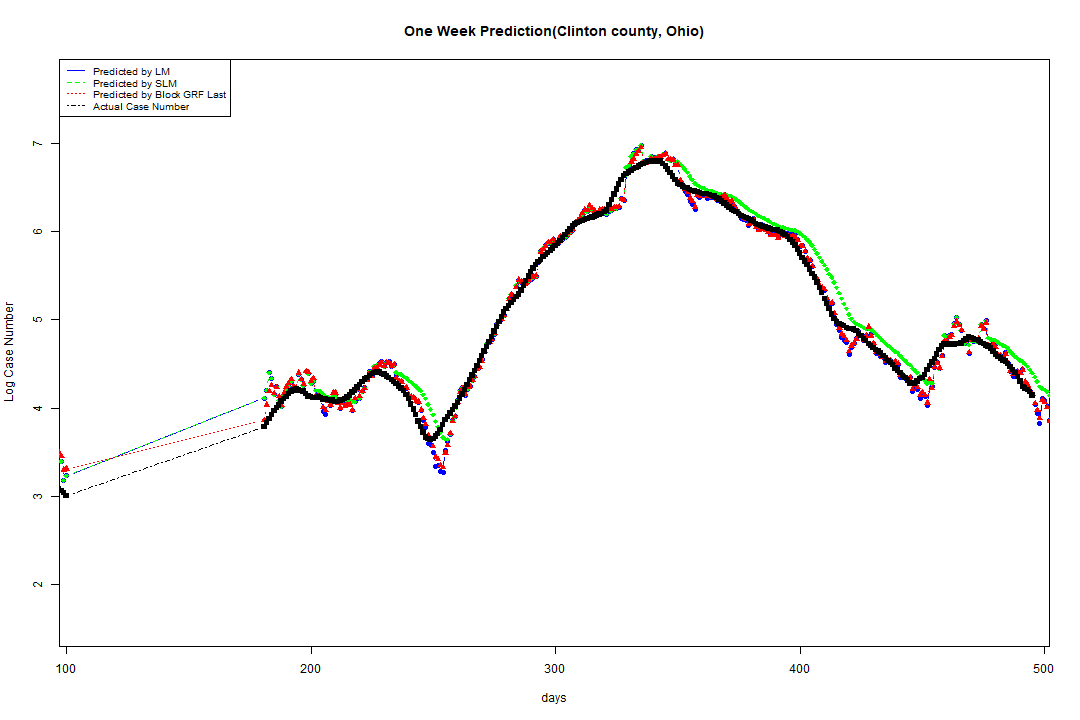 One Week Prediction(Clinton county, Ohio)
Predicted by LM
Predicted by SLM
Predicted by Block GRF Last
Actual Case Number
7
6
5
4
3
2
Log Case Number
100 200 300 400 500
days